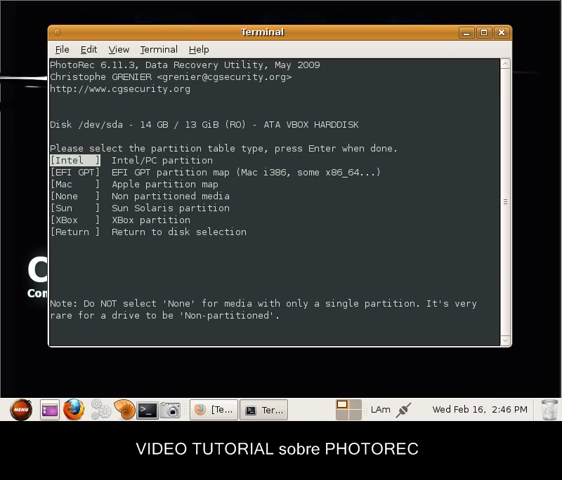 Terminal
File Edit View Terminal Help
PhotoRec 6.11.3, Data Recovery Utility, May 2009
Christophe GRENIER <grenier@cgsecurity.org>
http://www.cgsecurity.org
Disk /dev/sda - 14 GB / 13 GiB (RO) - ATA VBOX HARDDISK
Please select the partition table type, press Enter when done.
[Intel  ]  Intel/PC partition
[EFI GPT]  EFI GPT partition map (Mac i386, some x86_64...)
[Mac    ]  Apple partition map
[None   ]  Non partitioned media
[Sun    ]  Sun Solaris partition
[XBox   ]  XBox partition
[Return ]  Return to disk selection
Note: Do NOT select 'None' for media with only a single partition. It's very
rare for a drive to be 'Non-partitioned'.
MENU [Te... Ter... LAm Wed Feb 16, 2:46 PM
VIDEO TUTORIAL sobre PHOTOREC